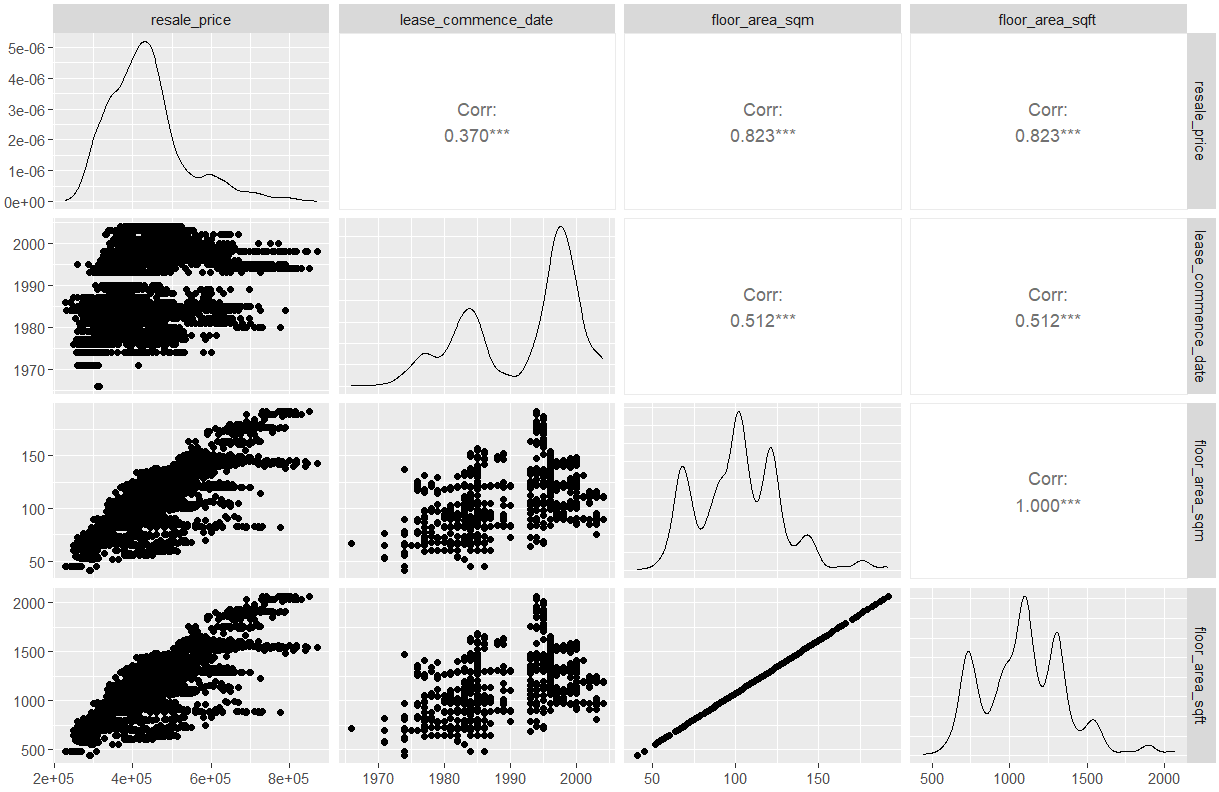 resale_price
lease_commence_date
floor_area_sqm
floor_area_sqft
5e-06
4e-06
3e-06
2e-06
1e-06
0e+00
Corr:
0.370***
Corr:
0.823***
Corr:
0.823***
resale_price
2000
1990
1980
1970
Corr:
0.512***
Corr:
0.512***
lease_commence_date
150
100
50
Corr:
1.000***
floor_area_sqm
2000
1500
1000
500
floor_area_sqft
2e+05
4e+05
6e+05
8e+05
1970
1980
1990
2000
50
100
150
500
1000
1500
2000